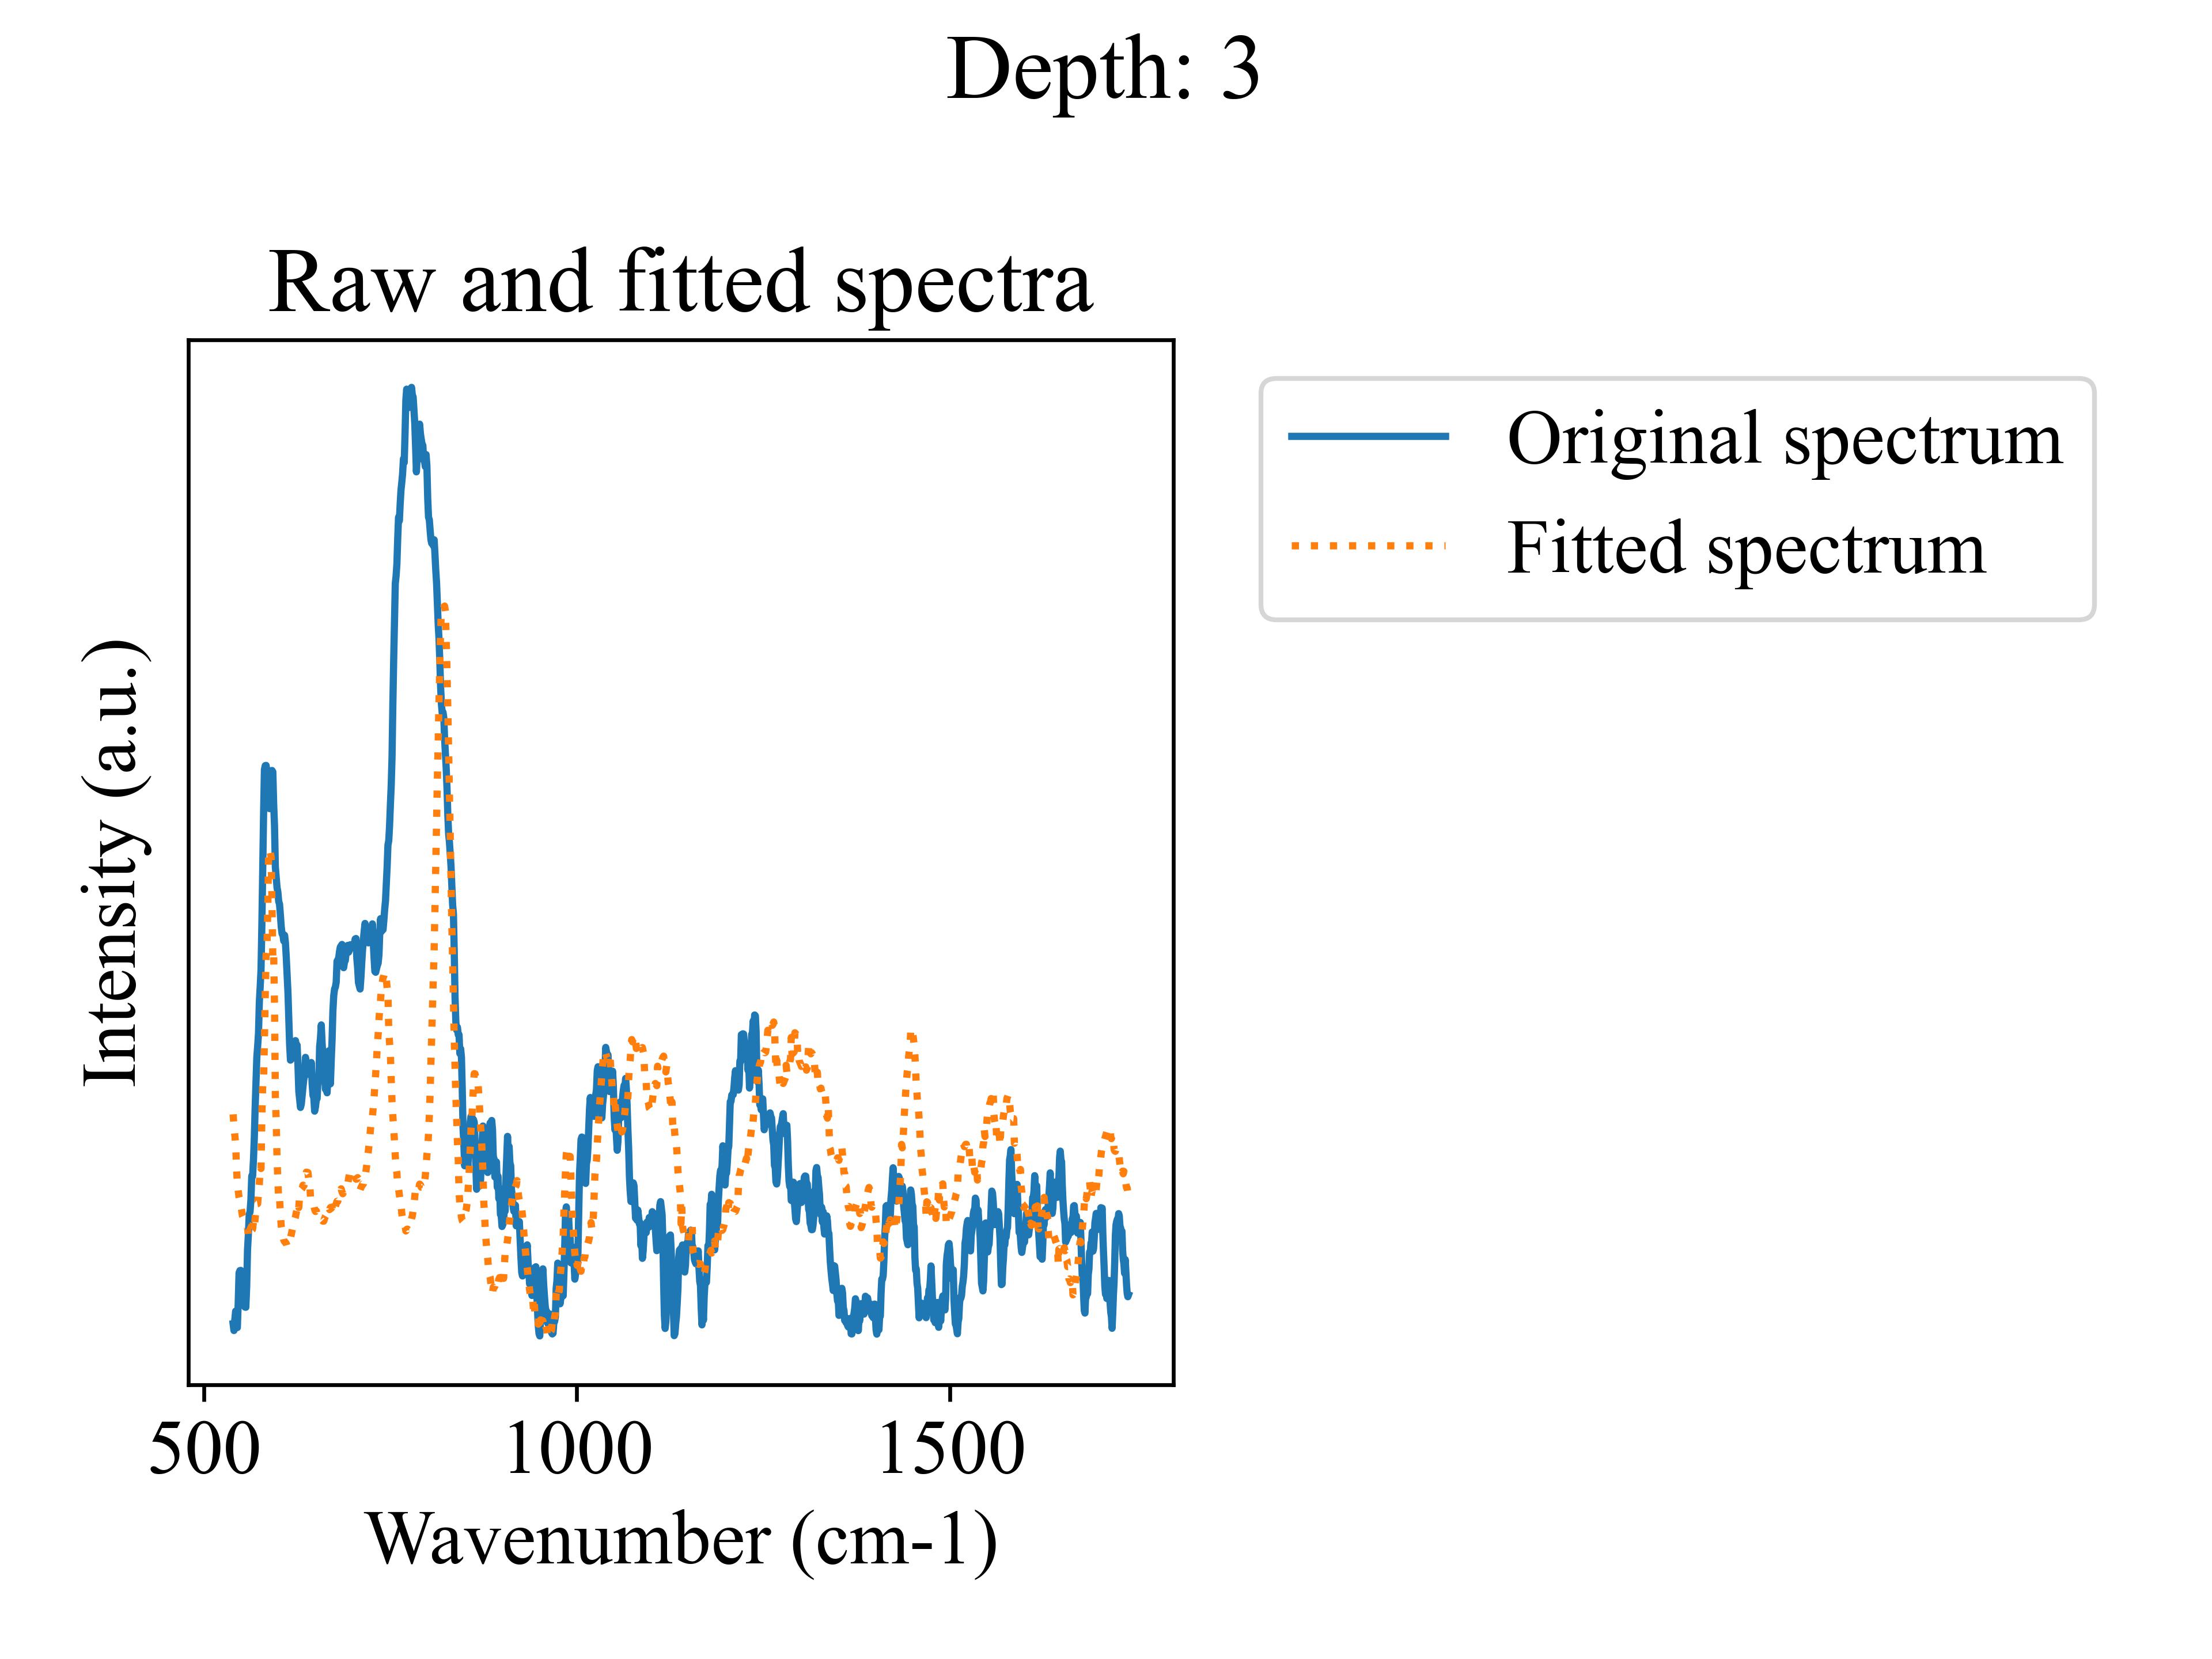 Depth: 3
Raw and fitted spectra
Original spectrum
Fitted spectrum
Intensity (a.u.)
500 1000 1500
Wavenumber (cm-1)